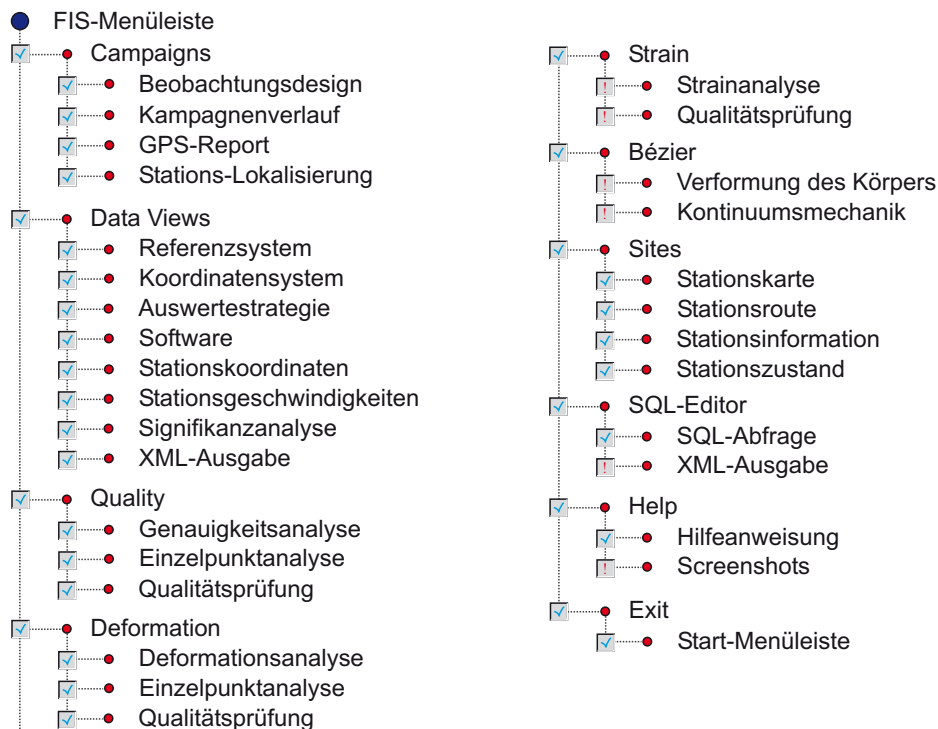 FIS-Menüleiste
Campaigns
Beobachtungsdesign
Kampagnenverlauf
GPS-Report
Stations-Lokalisierung
Data Views
Referenzsystem
Koordinatensystem
Auswertestrategie
Software
Stationskoordinaten
Stationsgeschwindigkeiten
Signifikanzanalyse
XML-Ausgabe
Quality
Genauigkeitsanalyse
Einzelpunktanalyse
Qualitätsprüfung
Deformation
Deformationsanalyse
Einzelpunktanalyse
Qualitätsprüfung
Strain
Strainanalyse
Qualitätsprüfung
Bézier
Verformung des Körpers
Kontinuumsmechanik
Sites
Stationskarte
Stationsroute
Stationsinformation
Stationszustand
SQL-Editor
SQL-Abfrage
XML-Ausgabe
Help
Hilfeanweisung
Screenshots
Exit
Start-Menüleiste